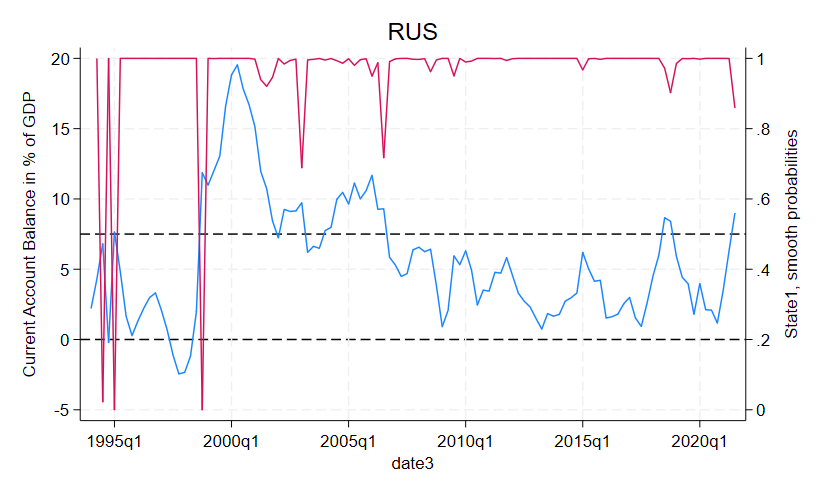 RUS
Current Account Balance in % of GDP
20
15
10
5
0
-5
1
.8
.6
.4
.2
0
State1, smooth probabilities
1995q1
2000q1
2005q1
2010q1
2015q1
2020q1
date3